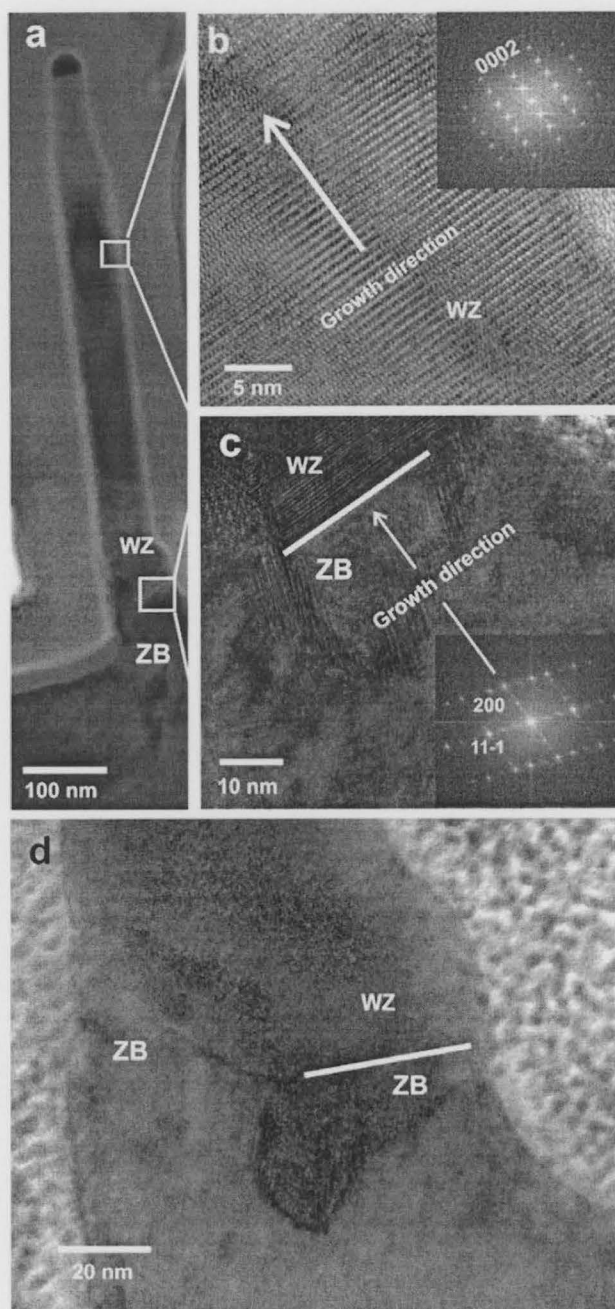 a
WZ
ZB
100 nm
b
0002
Growth direction
WZ
5 nm
c
WZ
ZB
Growth direction
200
11-1
10 nm
d
WZ
ZB
ZB
20 nm